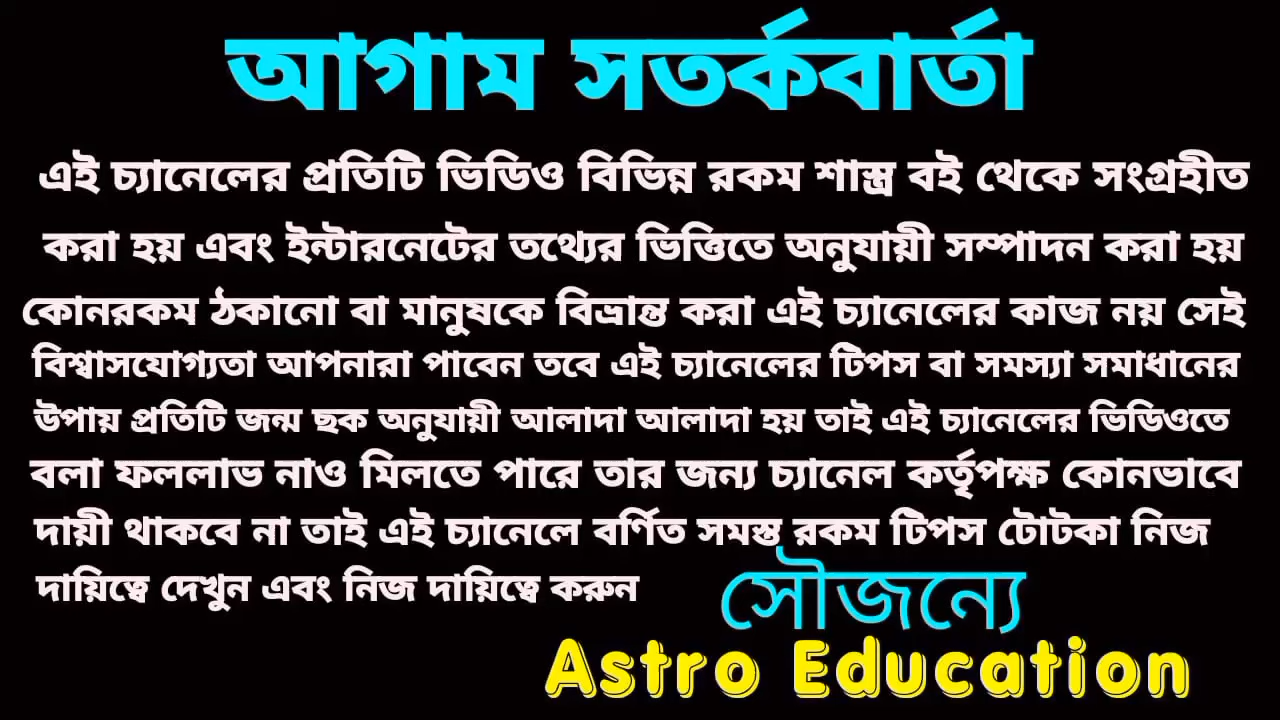 আগাম সতর্কবার্তা
এই চ্যানেলের প্রতিটি ভিডিও বিভিন্ন রকম শাস্ত্র বই থেকে সংগ্রহীত
করা হয় এবং ইন্টারনেটের তথ্যের ভিত্তিতে অনুযায়ী সম্পাদন করা হয়
কোনরকম ঠকানো বা মানুষকে বিভ্রান্ত করা এই চ্যানেলের কাজ নয় সেই
বিশ্বাসযোগ্যতা আপনারা পাবেন তবে এই চ্যানেলের টিপস বা সমস্যা সমাধানের
উপায় প্রতিটি জন্ম ছক অনুযায়ী আলাদা আলাদা হয় তাই এই চ্যানেলের ভিডিওতে
বলা ফললাভ নাও মিলতে পারে তার জন্য চ্যানেল কর্তৃপক্ষ কোনভাবে
দায়ী থাকবে না তাই এই চ্যানেলে বর্ণিত সমস্ত রকম টিপস টোটকা নিজ
দায়িত্বে দেখুন এবং নিজ দায়িত্বে করুন
সৌজন্যে
Astro Education